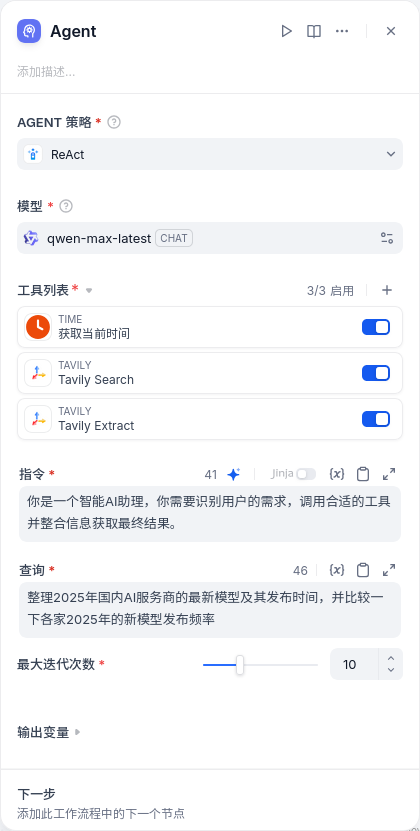 Agent
添加描述...
AGENT 策略 *
ReAct
模型 *
qwen-max-latest CHAT
工具列表 * 3/3 启用
TIME
获取当前时间
TAVILY
Tavily Search
TAVILY
Tavily Extract
指令 * 41 Jinja {x}
你是一个智能AI助理，你需要识别用户的需求，调用合适的工具
并整合信息获取最终结果。
查询 * 46 {x}
整理2025年国内AI服务商的最新模型及其发布时间，并比较一
下各家2025年的新模型发布频率
最大迭代次数 * 10
输出变量
下一步
添加此工作流程中的下一个节点